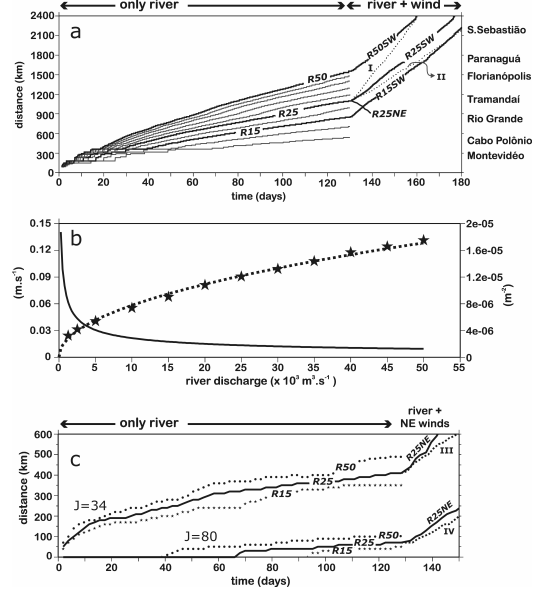 only river river + wind
a
2400
2100
1800
1500
1200
900
600
300
0
distance (km)
R50
R25
R15
R50SW
I
R25SW
R15SW
II
R25NE
S.Sebastião
Paranaguá
Florianópolis
Tramandaí
Rio Grande
Cabo Polônio
Montevidéo
0 20 40 60 80 100 120 140 160 180
time (days)
b
0.15
0.12
0.09
0.06
0.03
0
(m.s⁻¹)
2e-05
1.6e-05
1.2e-05
8e-06
4e-06
0
(m⁻²)
0 5 10 15 20 25 30 35 40 45 50 55
river discharge (x 10³ m³.s⁻¹)
only river
river +
NE winds
c
600
500
400
300
200
100
0
distance (km)
J=34
R50
R25
R15
R25NE
III
J=80
R50
R25
R15
R25NE
IV
0 20 40 60 80 100 120 140
time (days)